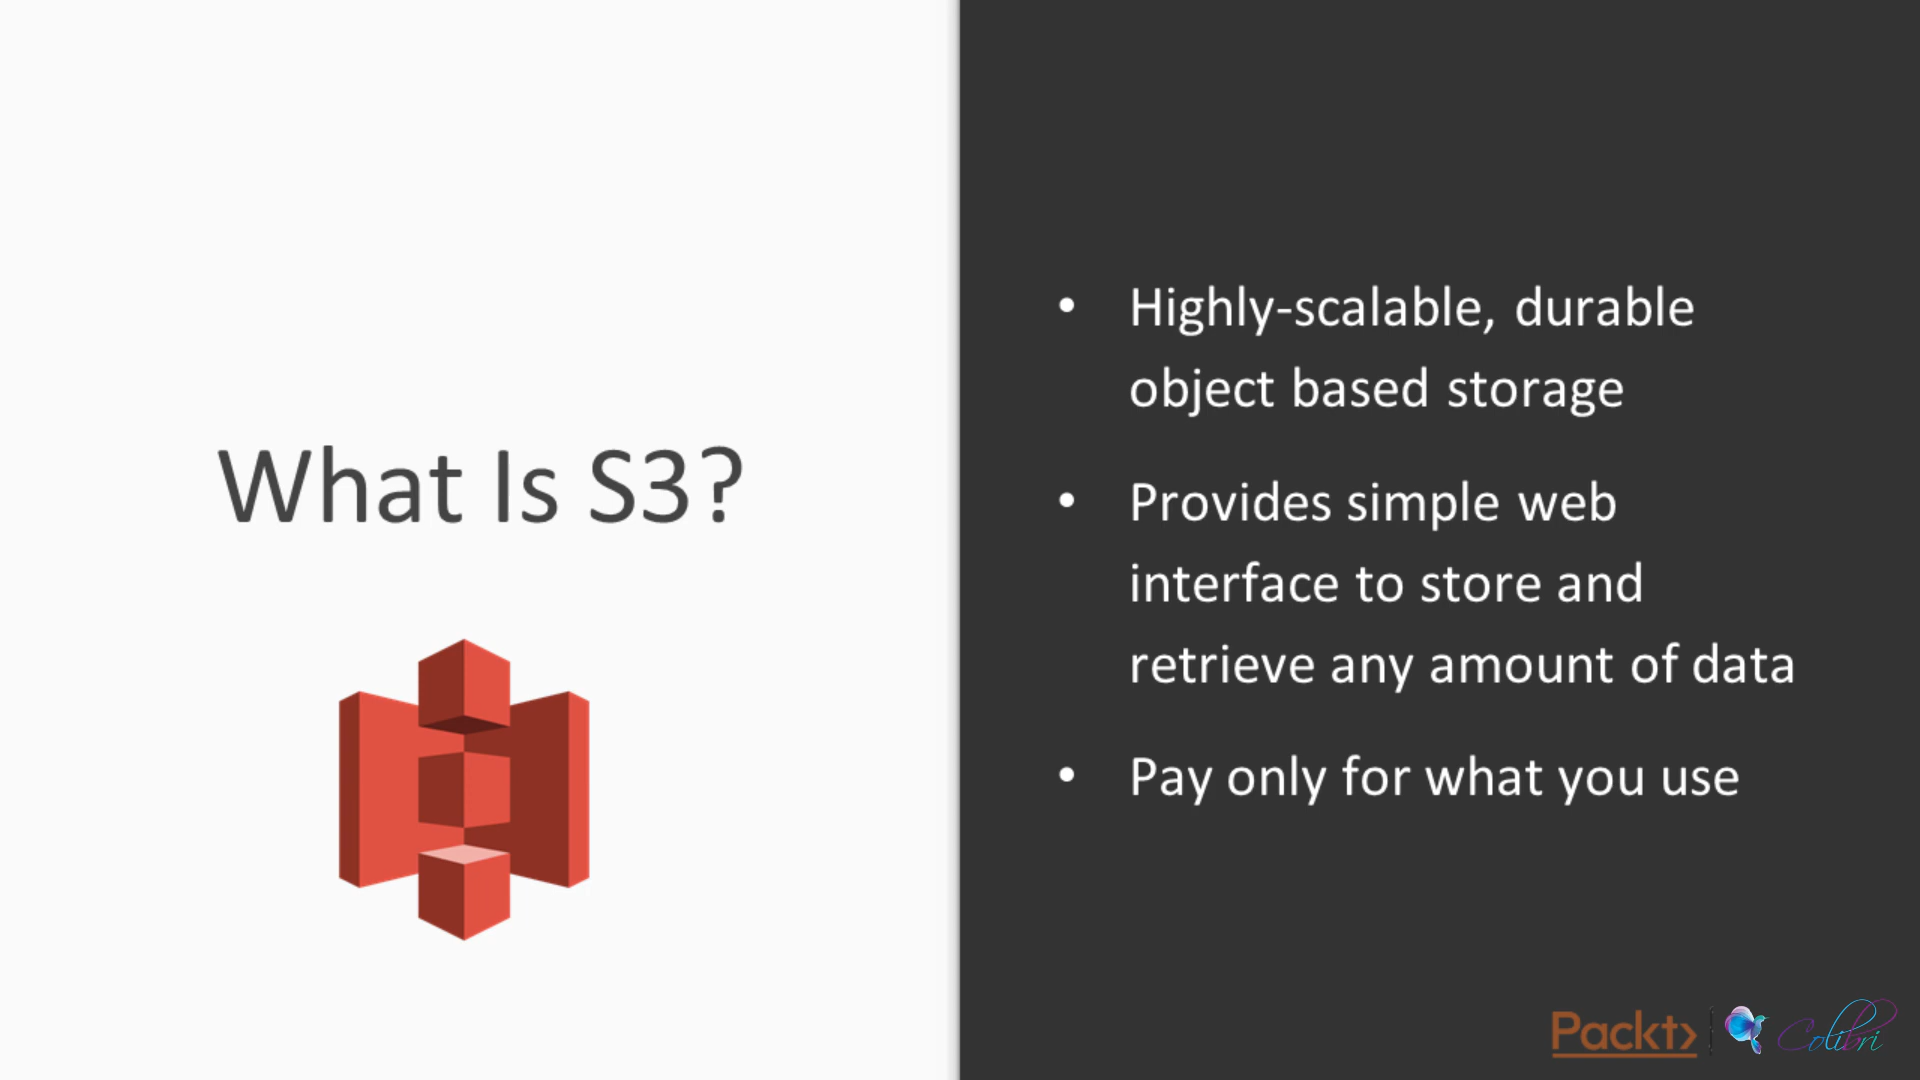 What Is S3?
• Highly-scalable, durable
object based storage
• Provides simple web
interface to store and
retrieve any amount of data
• Pay only for what you use
Packt>
Colibri